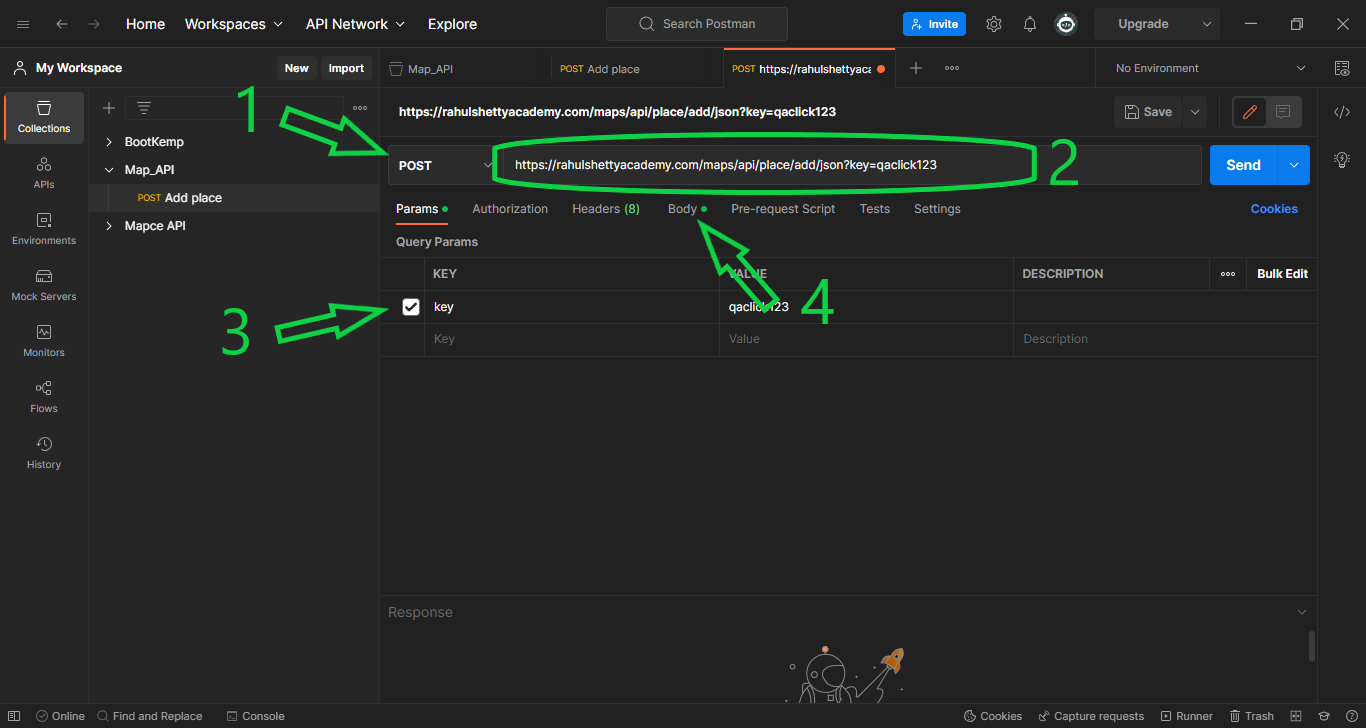 Home Workspaces API Network Explore Search Postman Invite Upgrade
My Workspace New Import Map_API POST Add place POST https://rahulshettyaca No Environment
Collections
APIs
Environments
Mock Servers
Monitors
Flows
History
BootKemp
Map_API
POST Add place
Mapce API
https://rahulshettyacademy.com/maps/api/place/add/json?key=qaclick123 Save
1
POST https://rahulshettyacademy.com/maps/api/place/add/json?key=qaclick123 2 Send
Params Authorization Headers (8) Body Pre-request Script Tests Settings Cookies
Query Params
KEY VALUE DESCRIPTION Bulk Edit
3 key qaclick123 4
Key Value Description
Response
Online Find and Replace Console Cookies Capture requests Runner Trash